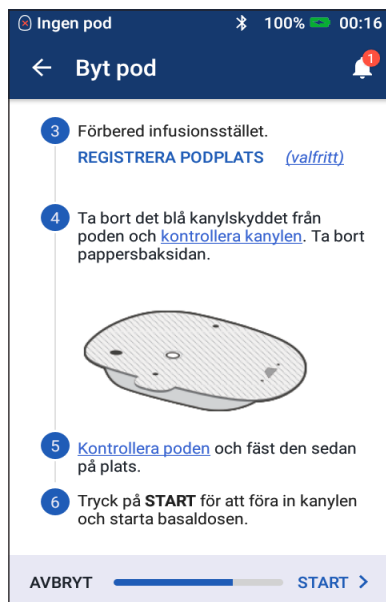 Ingen pod 100% 00:16
Byt pod 1
3 Förbered infusionsstället.
REGISTRERA PODPLATS (valfritt)
4 Ta bort det blå kanylskyddet från
poden och kontrollera kanylen. Ta bort
pappersbaksidan.
5 Kontrollera poden och fäst den sedan
på plats.
6 Tryck på START för att föra in kanylen
och starta basaldosen.
AVBRYT START